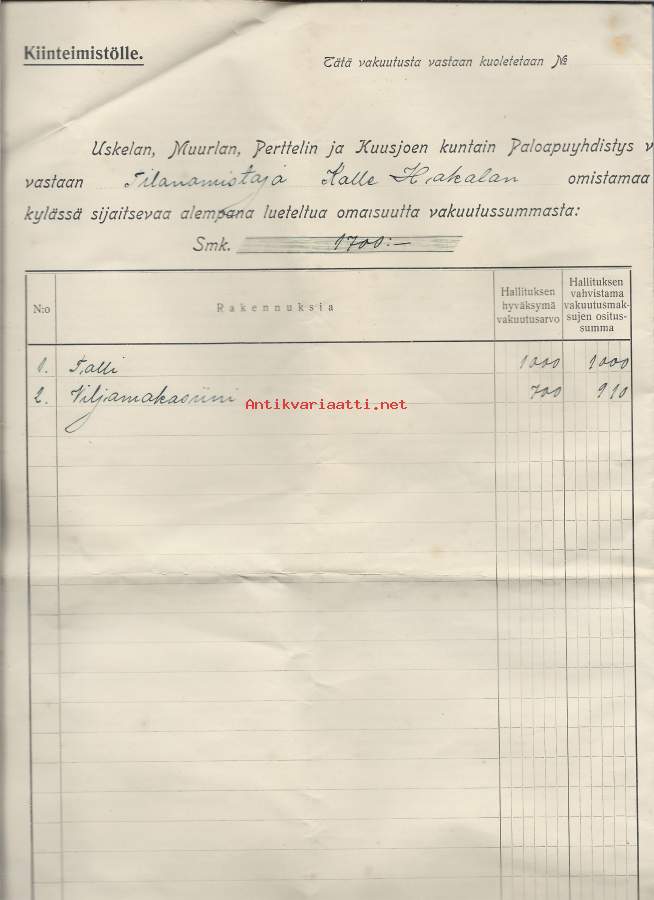 Kiinteimistölle.
Tätä vakuutusta vastaan kuoletetaan №
Uskelan, Muurlan, Perttelin ja Kuusjoen kuntain Paloapuyhdistys v
vastaan Tilanomistaja Kalle Hakalan omistamaa
kylässä sijaitsevaa alempana lueteltua omaisuutta vakuutussummasta:
Smk. 1700:—
N:o Rakennuksia Hallituksen hyväksymä vakuutusarvo Hallituksen vahvistama vakuutusmaksujen ositussumma
1. Talli 1000 1000
2. Viljamakasiini 700 910
Antikvariaatti.net